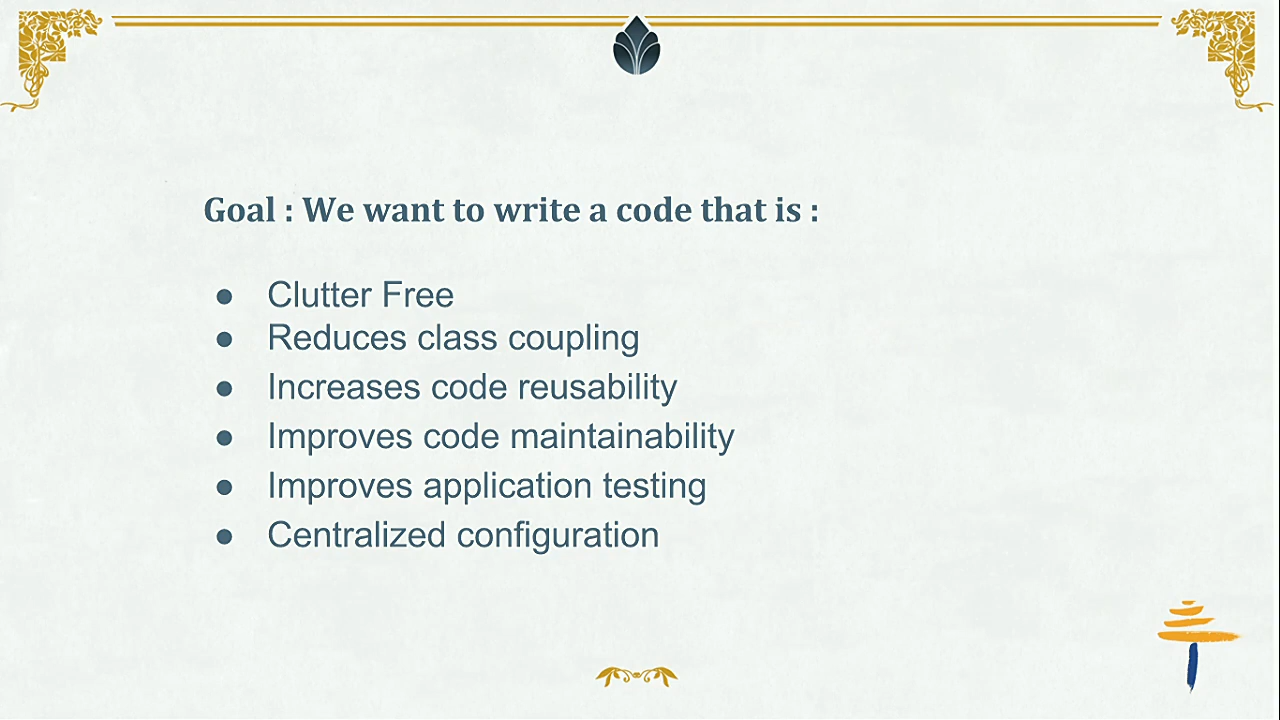 Goal : We want to write a code that is :
● Clutter Free
● Reduces class coupling
● Increases code reusability
● Improves code maintainability
● Improves application testing
● Centralized configuration